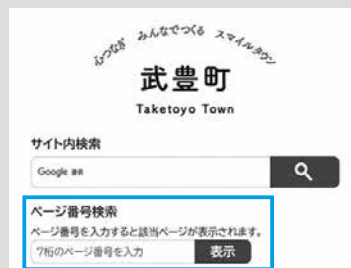 心つなぎ みんなでつくる スマイルタウン
武豊町
Taketoyo Town
サイト内検索
Google
ページ番号検索
ページ番号を入力すると該当ページが表示されます。
7桁のページ番号を入力 表示